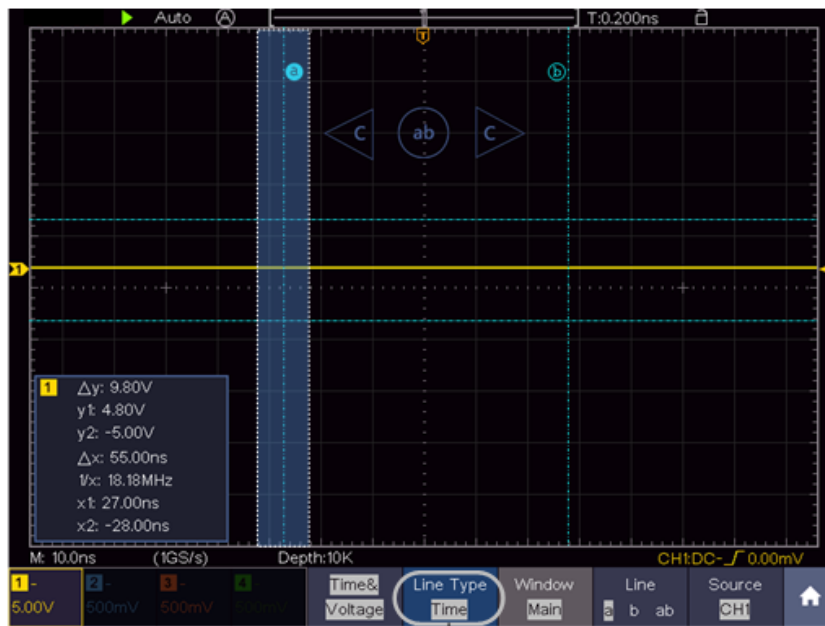 Auto A T:0.200ns
T
a b
C ab C
1
1 △y: 9.80V
y1: 4.80V
y2: -5.00V
△x: 55.00ns
1/x: 18.18MHz
x1: 27.00ns
x2: -28.00ns
M: 10.0ns (1GS/s) Depth:10K CH1:DC- 0.00mV
1 - 2 - 3 - 4 - Time& Line Type Window Line Source
5.00V 500mV 500mV 500mV Voltage Time Main a b ab CH1